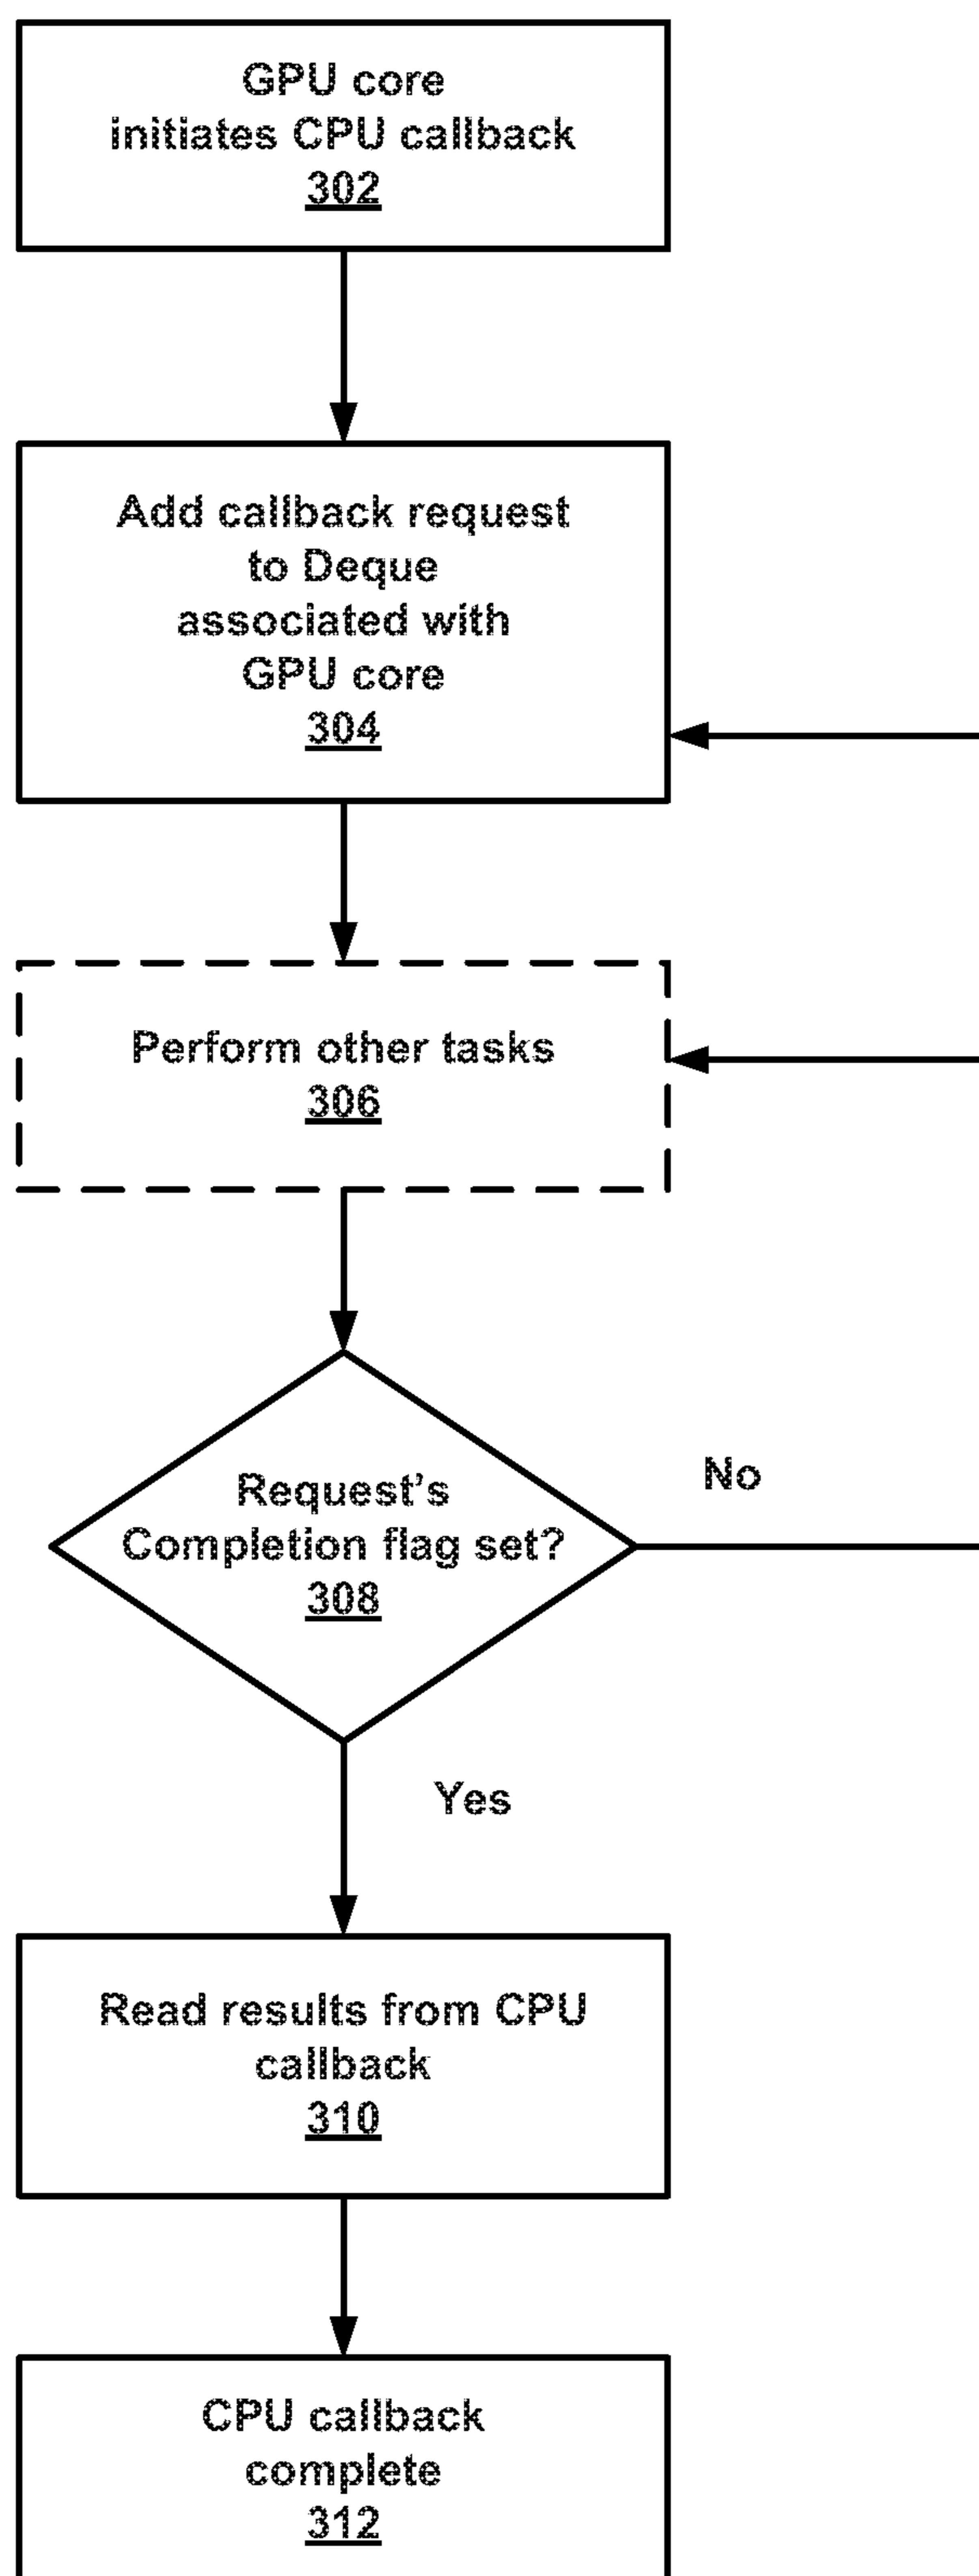 GPU core
initiates CPU callback
302
Add callback request
to Deque
associated with
GPU core
304
Perform other tasks
306
Request's
Completion flag set?
308
No
Yes
Read results from CPU
callback
310
CPU callback
complete
312